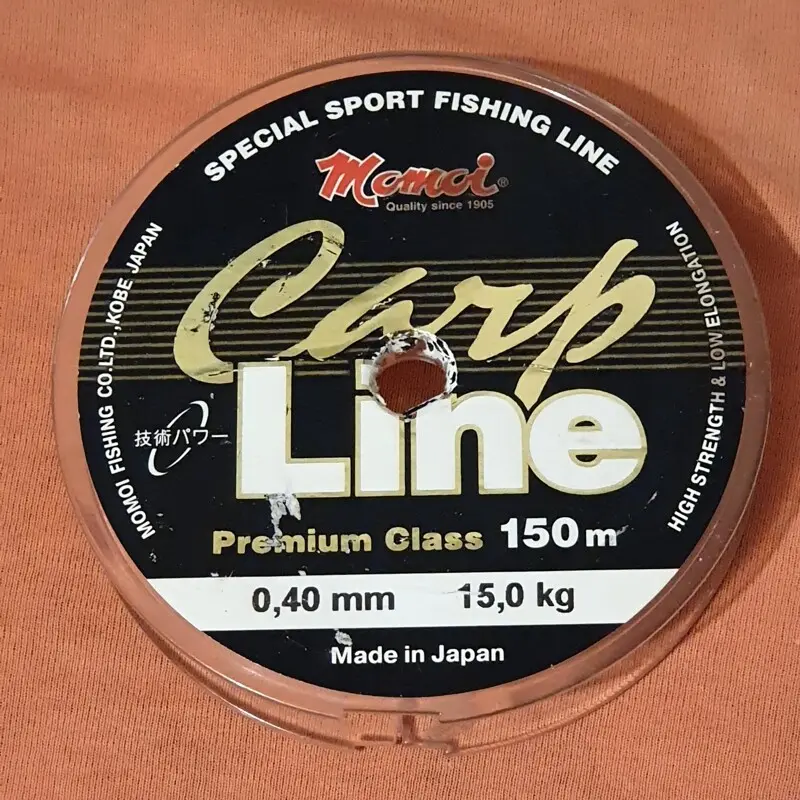 SPECIAL SPORT FISHING LINE
Momoi®
Quality since 1905
Carp
Line
技術パワー
Premium Class 150 m
0,40 mm 15,0 kg
Made in Japan
MOMOI FISHING CO.LTD.,KOBE JAPAN
HIGH STRENGTH & LOW ELONGATION